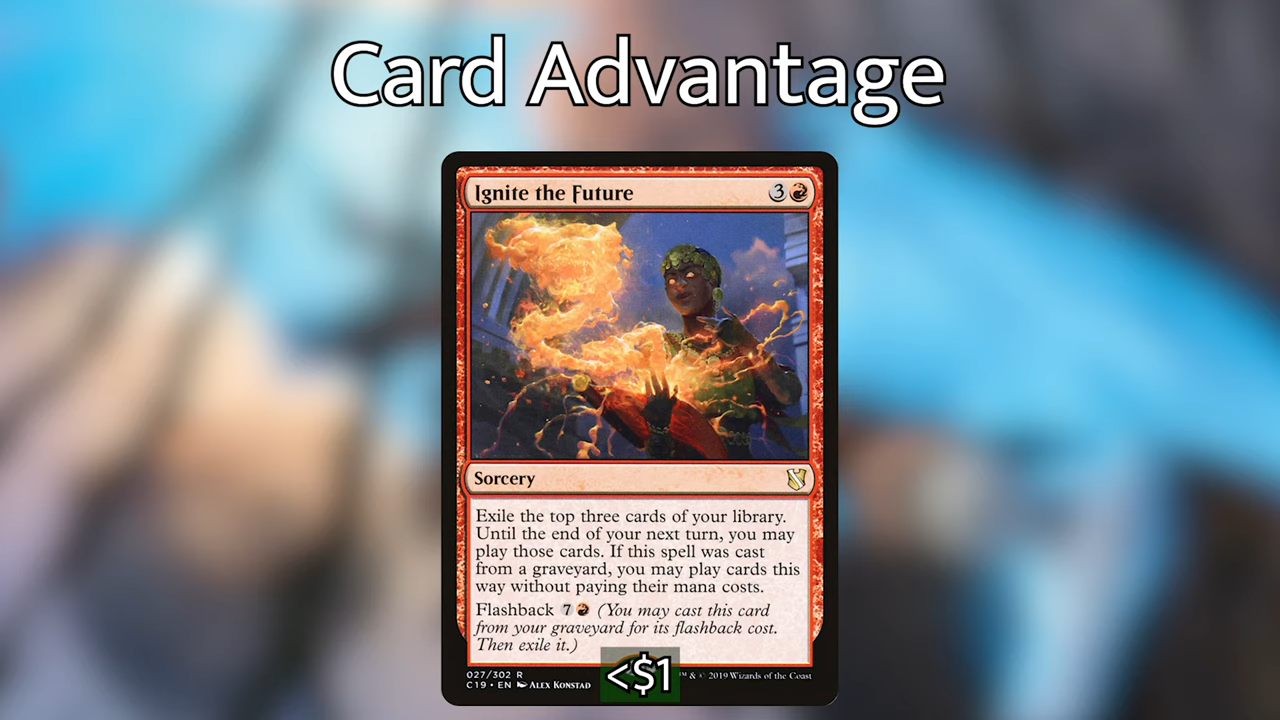 Card Advantage
Ignite the Future 3
Sorcery
Exile the top three cards of your library.
Until the end of your next turn, you may
play those cards. If this spell was cast
from a graveyard, you may play cards this
way without paying their mana costs.
Flashback 7 (You may cast this card
from your graveyard for its flashback cost.
Then exile it.)
<$1
027/302 R
C19 • EN ALEX KONSTAD ™ & © 2019 Wizards of the Coast